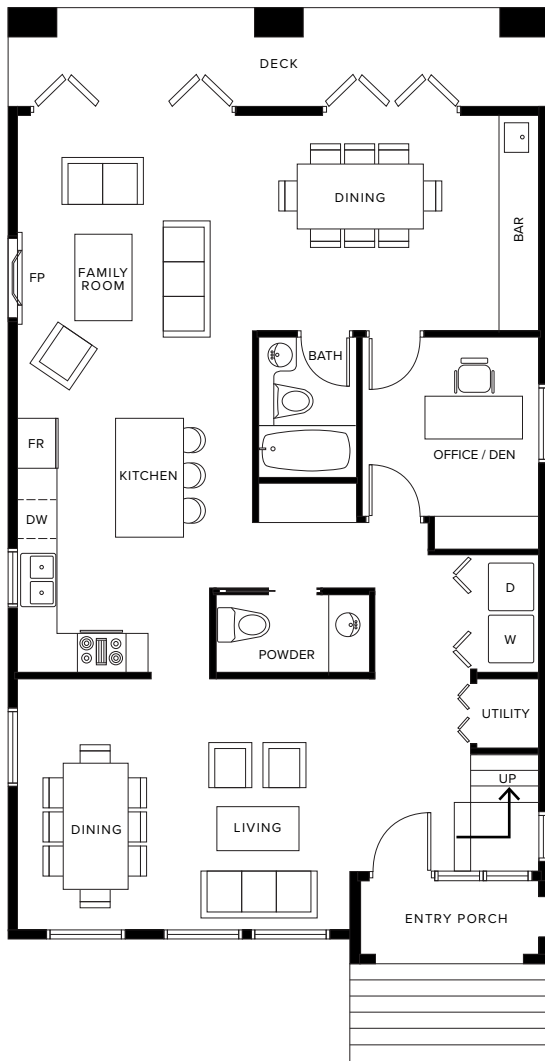 DECK
DINING
BAR
FP
FAMILY
ROOM
BATH
FR
KITCHEN
OFFICE / DEN
DW
D
POWDER
W
UTILITY
UP
DINING
LIVING
ENTRY PORCH